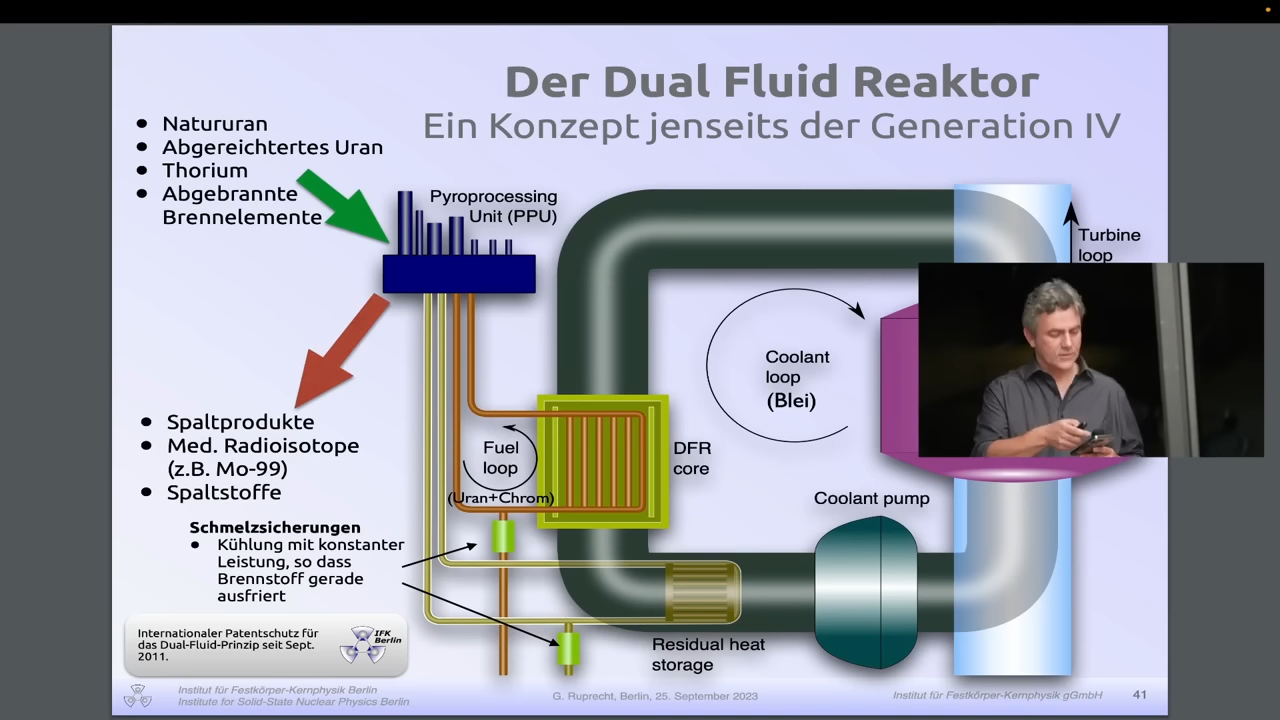 Der Dual Fluid Reaktor
Ein Konzept jenseits der Generation IV
● Natururan
● Abgereichertes Uran
● Thorium
● Abgebrannte
Brennelemente
Pyroprocessing
Unit (PPU)
Turbine
loop
Coolant
loop
(Blei)
● Spaltprodukte
● Med. Radioisotope
(z.B. Mo-99)
● Spaltstoffe
Fuel
loop
(Uran+Chrom)
DFR
core
Coolant pump
Schmelzsicherungen
● Kühlung mit konstanter
Leistung, so dass
Brennstoff gerade
ausfriert
Residual heat
storage
Internationaler Patentschutz für
das Dual-Fluid-Prinzip seit Sept.
2011.
IFK
Berlin
Institut für Festkörper-Kernphysik Berlin
Institute for Solid-State Nuclear Physics Berlin
G. Ruprecht, Berlin, 25. September 2023
Institut für Festkörper-Kernphysik gGmbH
41